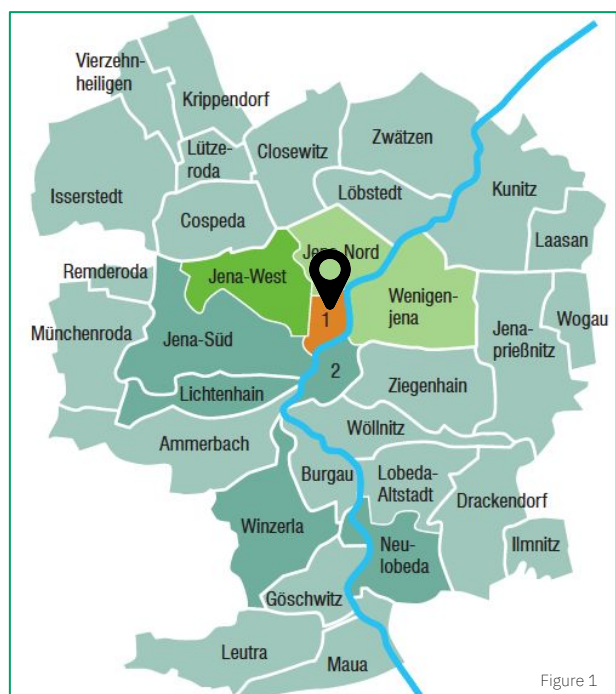 Vierzehn-
heiligen
Krippendorf
Zwätzen
Lütze-
roda
Closewitz
Isserstedt
Löbstedt
Kunitz
Cospeda
Laasan
Jena-Nord
Remderoda
Jena-West
Wenigen-
jena
Wogau
Münchenroda
Jena-Süd
1
Jena-
prießnitz
2
Lichtenhain
Ziegenhain
Ammerbach
Wöllnitz
Burgau
Lobeda-
Altstadt
Drackendorf
Winzerla
Neu-
lobeda
Ilmnitz
Göschwitz
Leutra
Maua
Figure 1